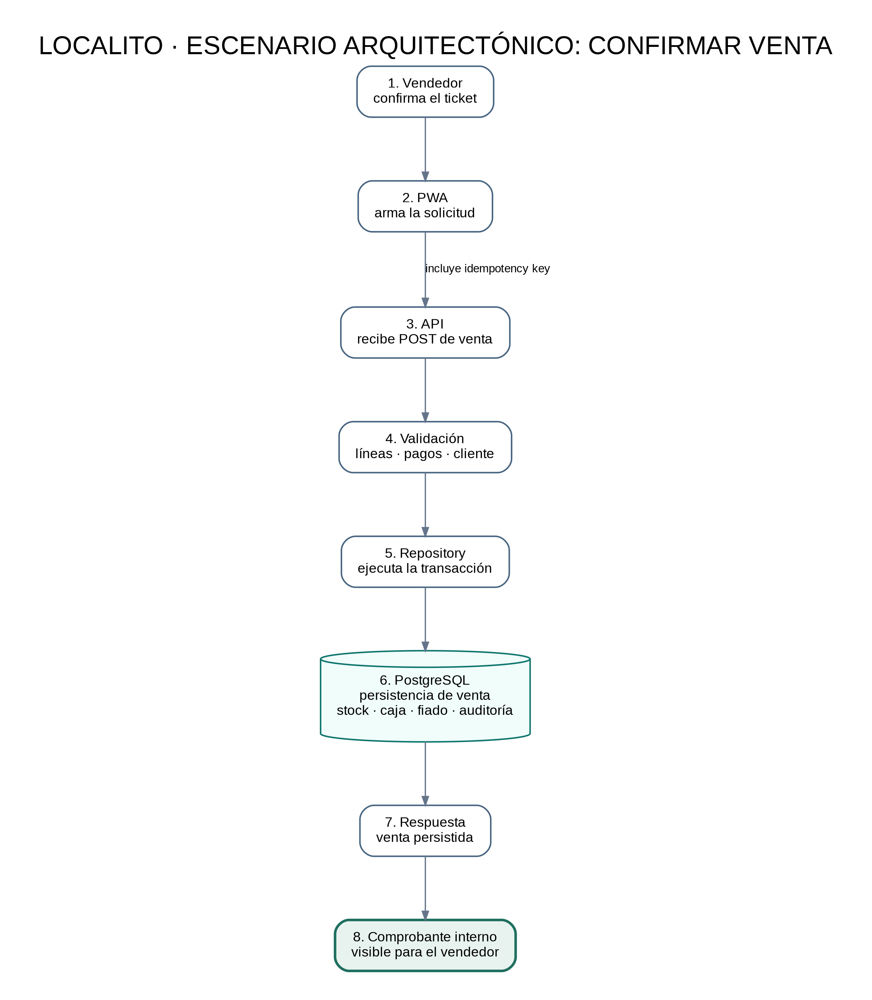 LOCALITO · ESCENARIO ARQUITECTÓNICO: CONFIRMAR VENTA
1. Vendedor
confirma el ticket
2. PWA
arma la solicitud
incluye idempotency key
3. API
recibe POST de venta
4. Validación
líneas · pagos · cliente
5. Repository
ejecuta la transacción
6. PostgreSQL
persistencia de venta
stock · caja · fiado · auditoría
7. Respuesta
venta persistida
8. Comprobante interno
visible para el vendedor